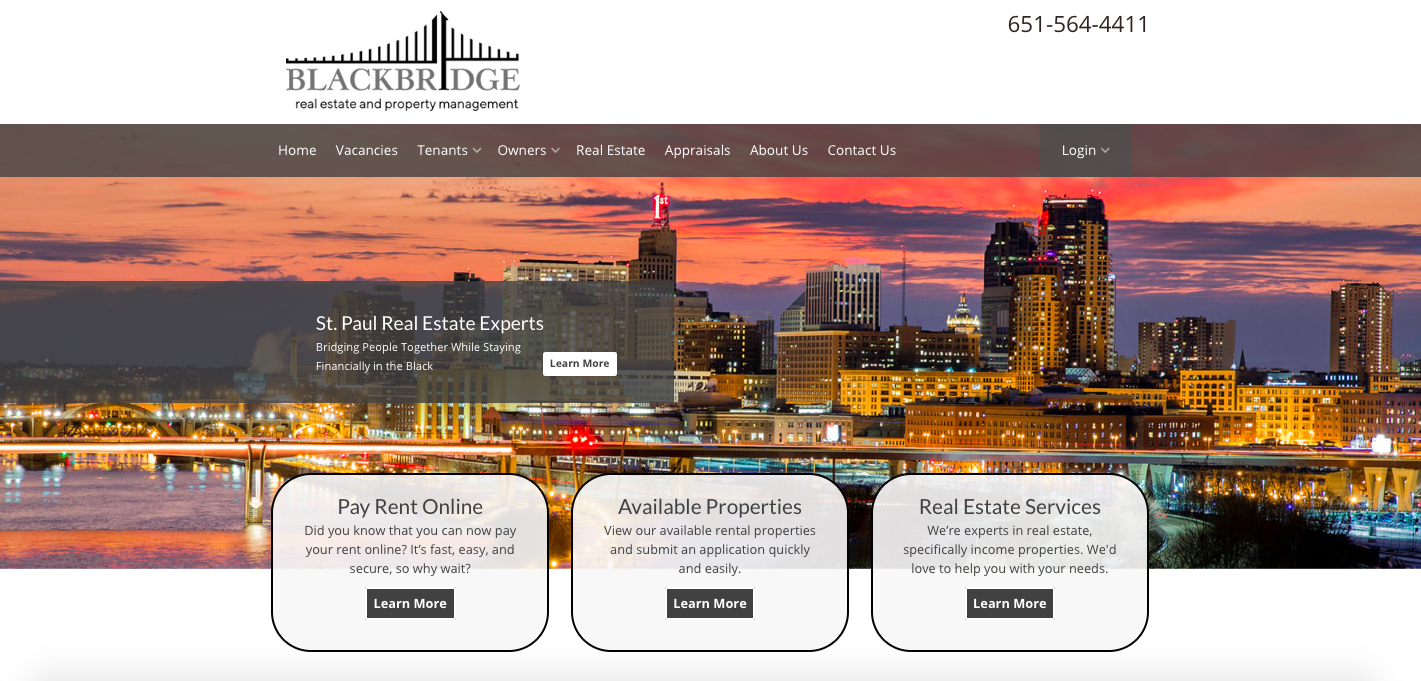 651-564-4411
BLACKBRIDGE
real estate and property management
Home Vacancies Tenants Owners Real Estate Appraisals About Us Contact Us Login
1st
St. Paul Real Estate Experts
Bridging People Together While Staying
Financially in the Black
Learn More
Pay Rent Online
Did you know that you can now pay
your rent online? It's fast, easy, and
secure, so why wait?
Learn More
Available Properties
View our available rental properties
and submit an application quickly
and easily.
Learn More
Real Estate Services
We’re experts in real estate,
specifically income properties. We'd
love to help you with your needs.
Learn More